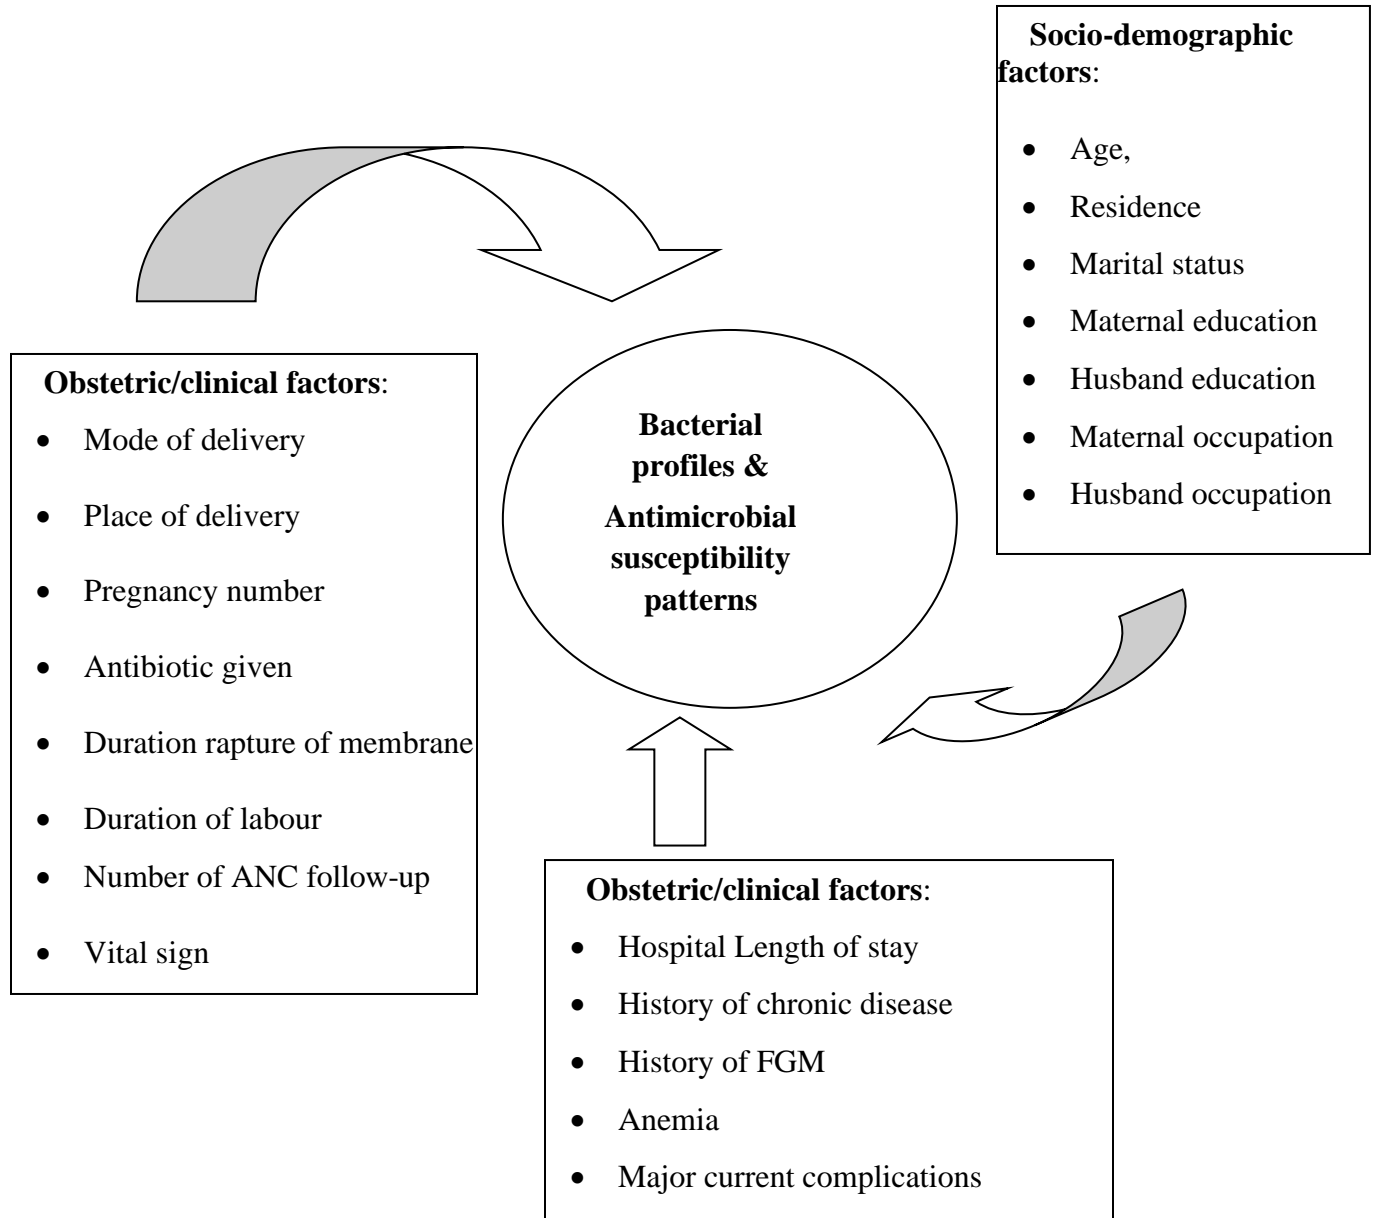 Socio-demographic
factors:
• Age,
• Residence
• Marital status
• Maternal education
• Husband education
• Maternal occupation
• Husband occupation
Obstetric/clinical factors:
• Mode of delivery
• Place of delivery
• Pregnancy number
• Antibiotic given
• Duration rapture of membrane
• Duration of labour
• Number of ANC follow-up
• Vital sign
Bacterial
profiles &
Antimicrobial
susceptibility
patterns
Obstetric/clinical factors:
• Hospital Length of stay
• History of chronic disease
• History of FGM
• Anemia
• Major current complications